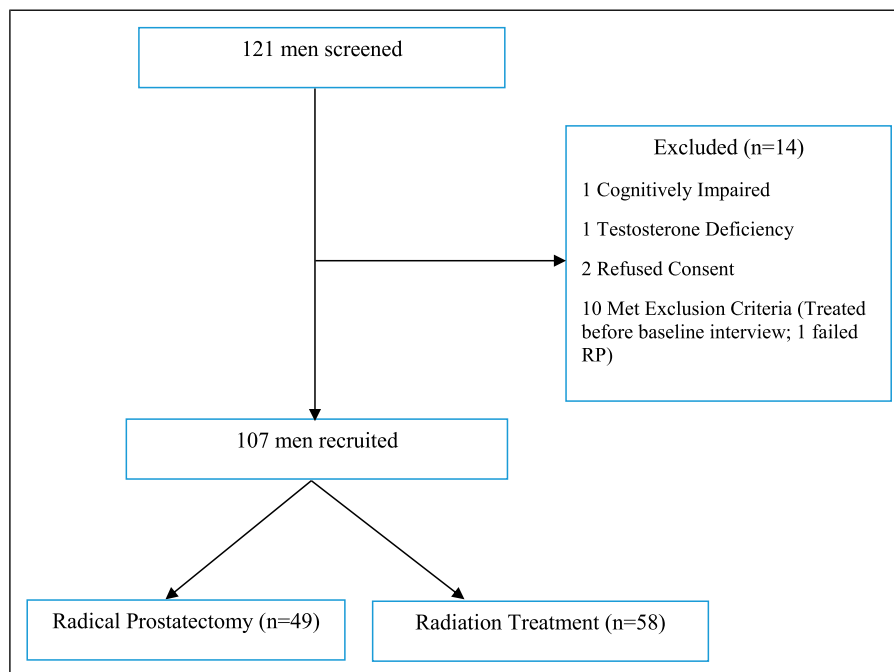 121 men screened
Excluded (n=14)
1 Cognitively Impaired
1 Testosterone Deficiency
2 Refused Consent
10 Met Exclusion Criteria (Treated
before baseline interview; 1 failed
RP)
107 men recruited
Radical Prostatectomy (n=49)
Radiation Treatment (n=58)